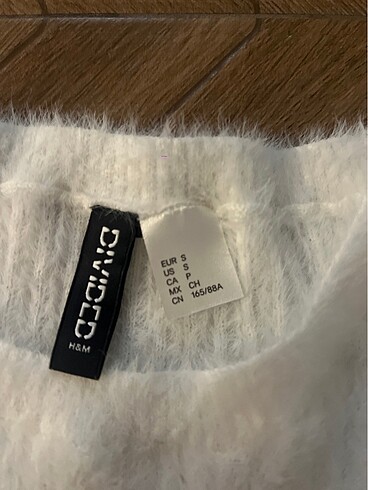 DIVIDED
H&M
EUR S
US S
CA P
MX CH
CN 165/88A